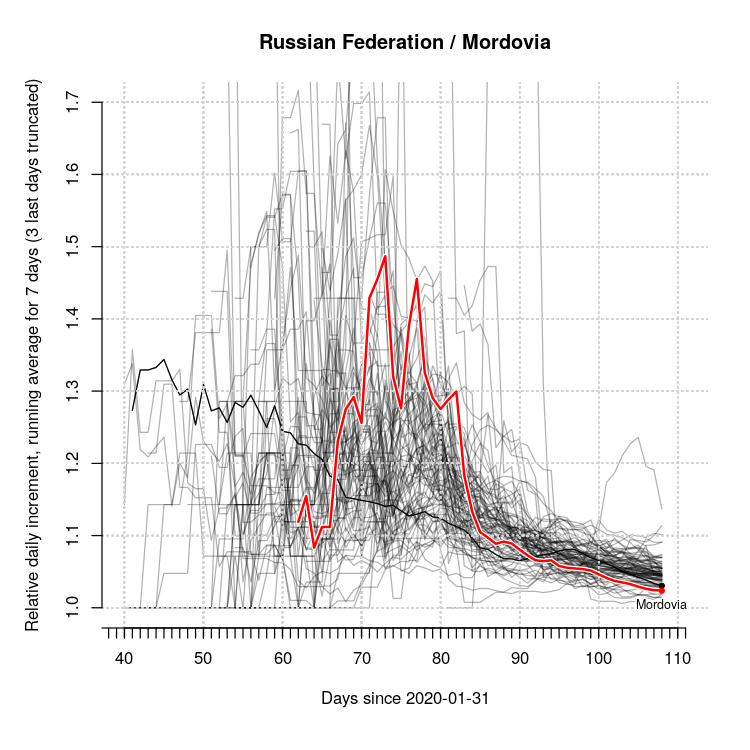 Russian Federation / Mordovia
Relative daily increment, running average for 7 days (3 last days truncated)
1.7
1.6
1.5
1.4
1.3
1.2
1.1
1.0
Mordovia
40 50 60 70 80 90 100 110
Days since 2020-01-31